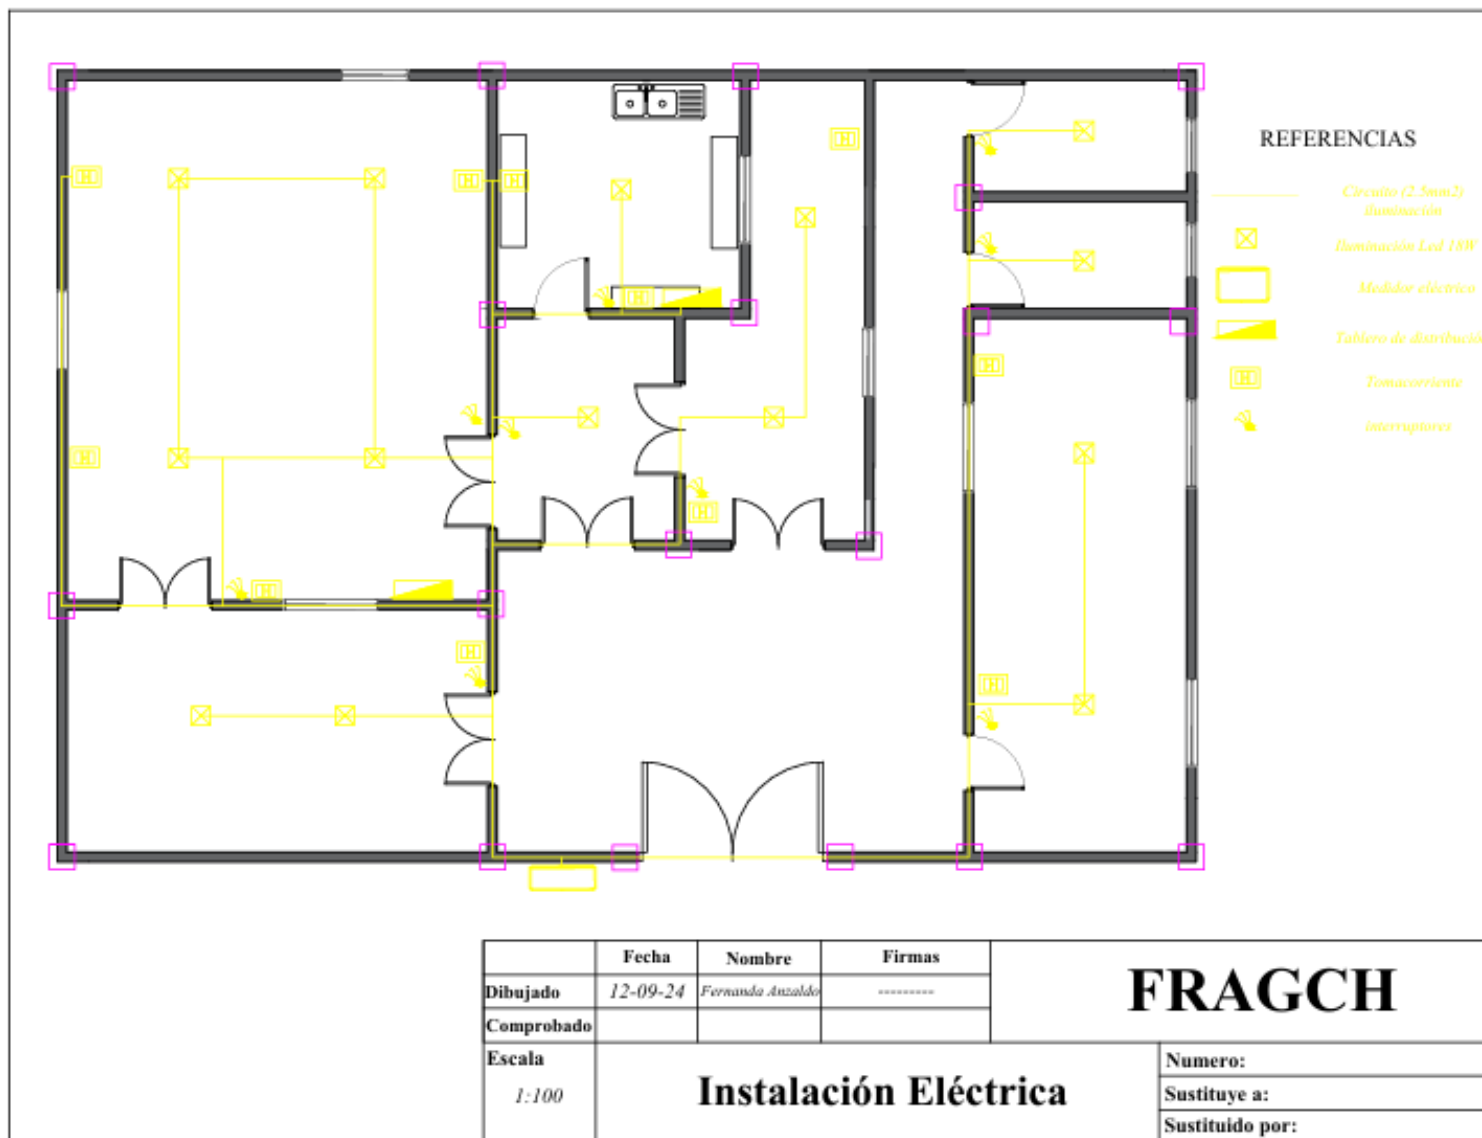 REFERENCIAS
Circuito (2.5mm2)
iluminación
Iluminación Led 18W
Medidor eléctrico
Tablero de distribució
Tomacorriente
interruptores
Fecha Nombre Firmas
Dibujado 12-09-24 Fernanda Anzaldo ---------
Comprobado
FRAGCH
Escala
1:100
Instalación Eléctrica
Numero:
Sustituye a:
Sustituido por: